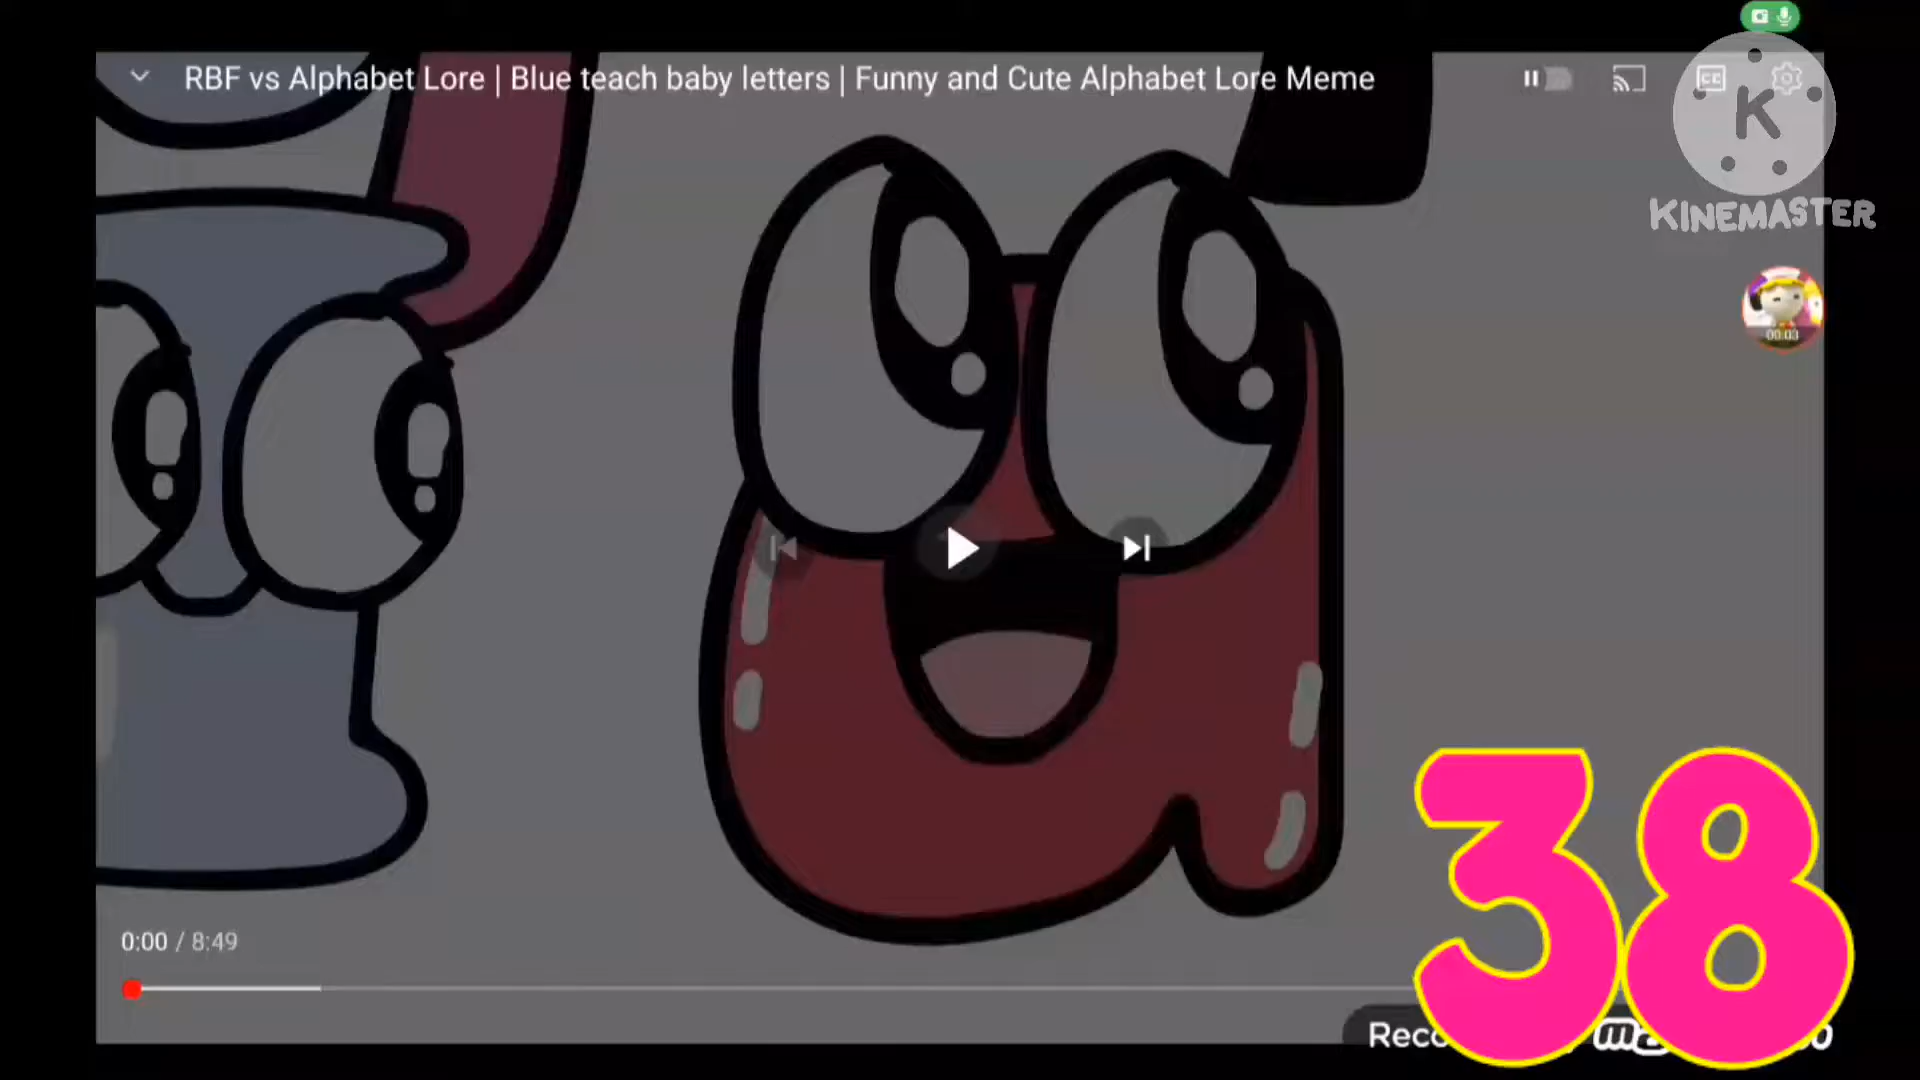 RBF vs Alphabet Lore | Blue teach baby letters | Funny and Cute Alphabet Lore Meme
CC
K
KINEMASTER
00:03
0:00 / 8:49
38